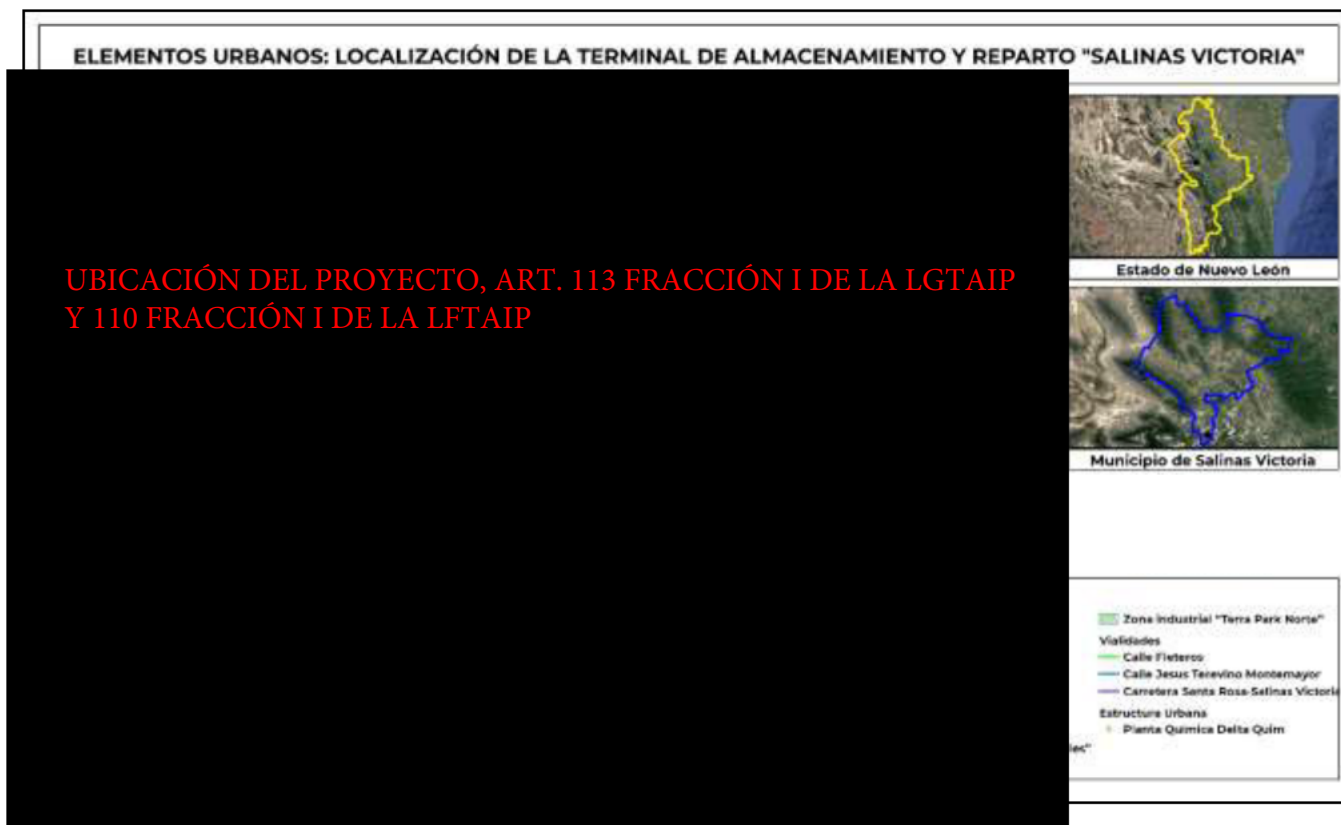 ELEMENTOS URBANOS: LOCALIZACIÓN DE LA TERMINAL DE ALMACENAMIENTO Y REPARTO "SALINAS VICTORIA"
UBICACIÓN DEL PROYECTO, ART. 113 FRACCIÓN I DE LA LGTAIP
Y 110 FRACCIÓN I DE LA LFTAIP
Estado de Nuevo León
Municipio de Salinas Victoria
Zona Industrial "Terra Park Norte"
Vialidades
Calle Fleteros
Calle Jesus Terevino Montemayor
Carretera Santa Rosa-Salinas Victoria
Estructura Urbana
Planta Quimica Delta Quim